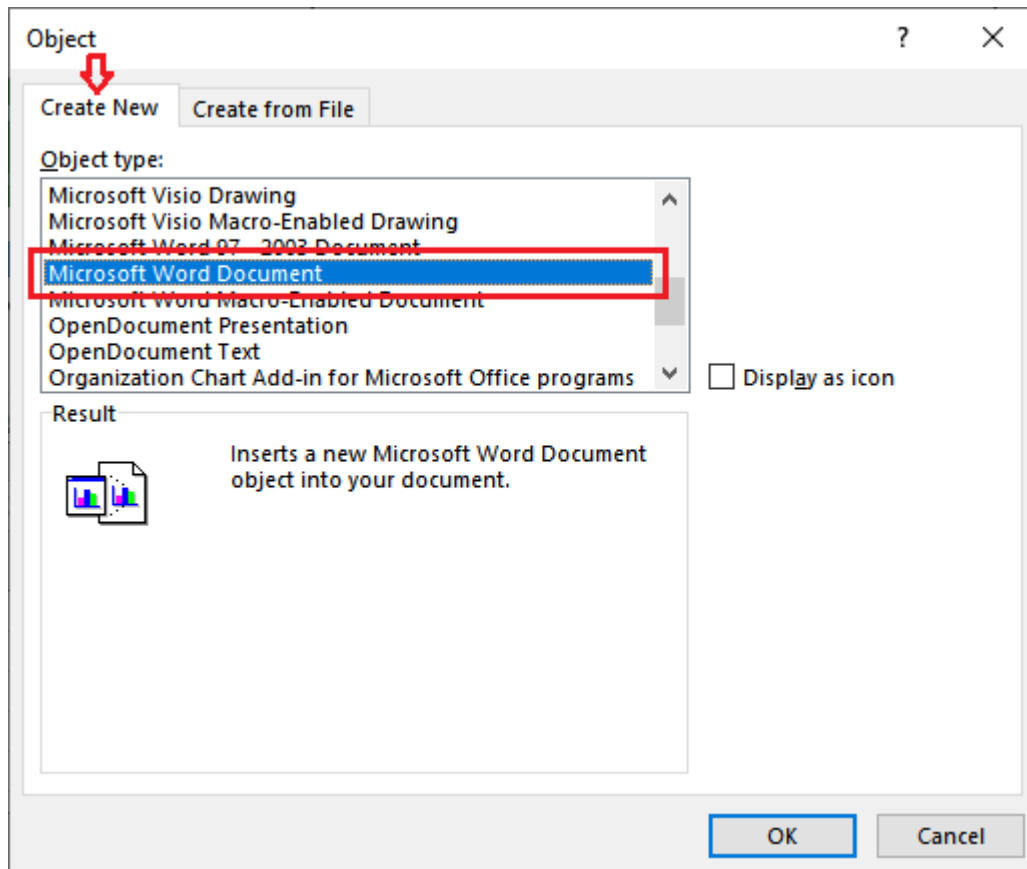 Object
?
Create New
Create from File
Object type:
Microsoft Visio Drawing
Microsoft Visio Macro-Enabled Drawing
Microsoft Word 97 - 2003 Document
Microsoft Word Document
Microsoft Word Macro-Enabled Document
OpenDocument Presentation
OpenDocument Text
Organization Chart Add-in for Microsoft Office programs
Display as icon
Result
Inserts a new Microsoft Word Document
object into your document.
OK
Cancel